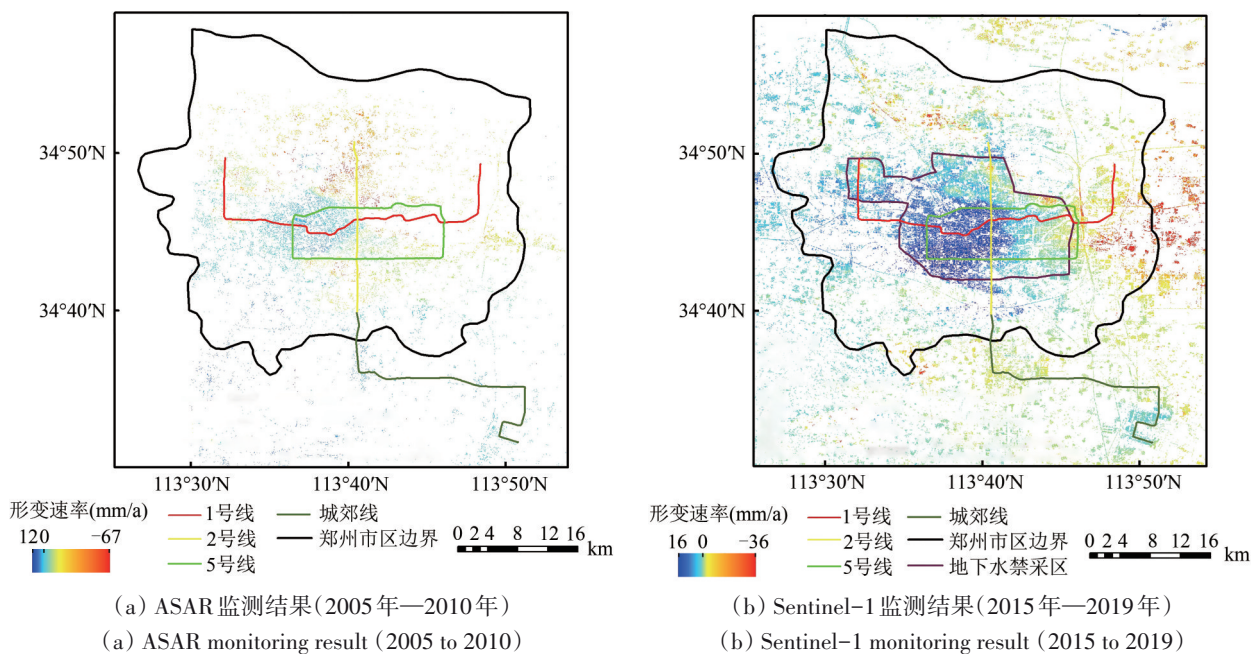 34°50′N
34°40′N
113°30′E
113°40′E
113°50′E
形变速率(mm/a)
120 −67
1号线
2号线
5号线
城郊线
郑州市区边界
0 2 4 8 12 16
km
(a) ASAR监测结果(2005年—2010年)
(a) ASAR monitoring result (2005 to 2010)
34°50′N
34°40′N
113°30′E
113°40′E
113°50′E
形变速率(mm/a)
16 0 −36
1号线
2号线
5号线
城郊线
郑州市区边界
地下水禁采区
0 2 4 8 12 16
km
(b) Sentinel-1监测结果(2015年—2019年)
(b) Sentinel-1 monitoring result (2015 to 2019)